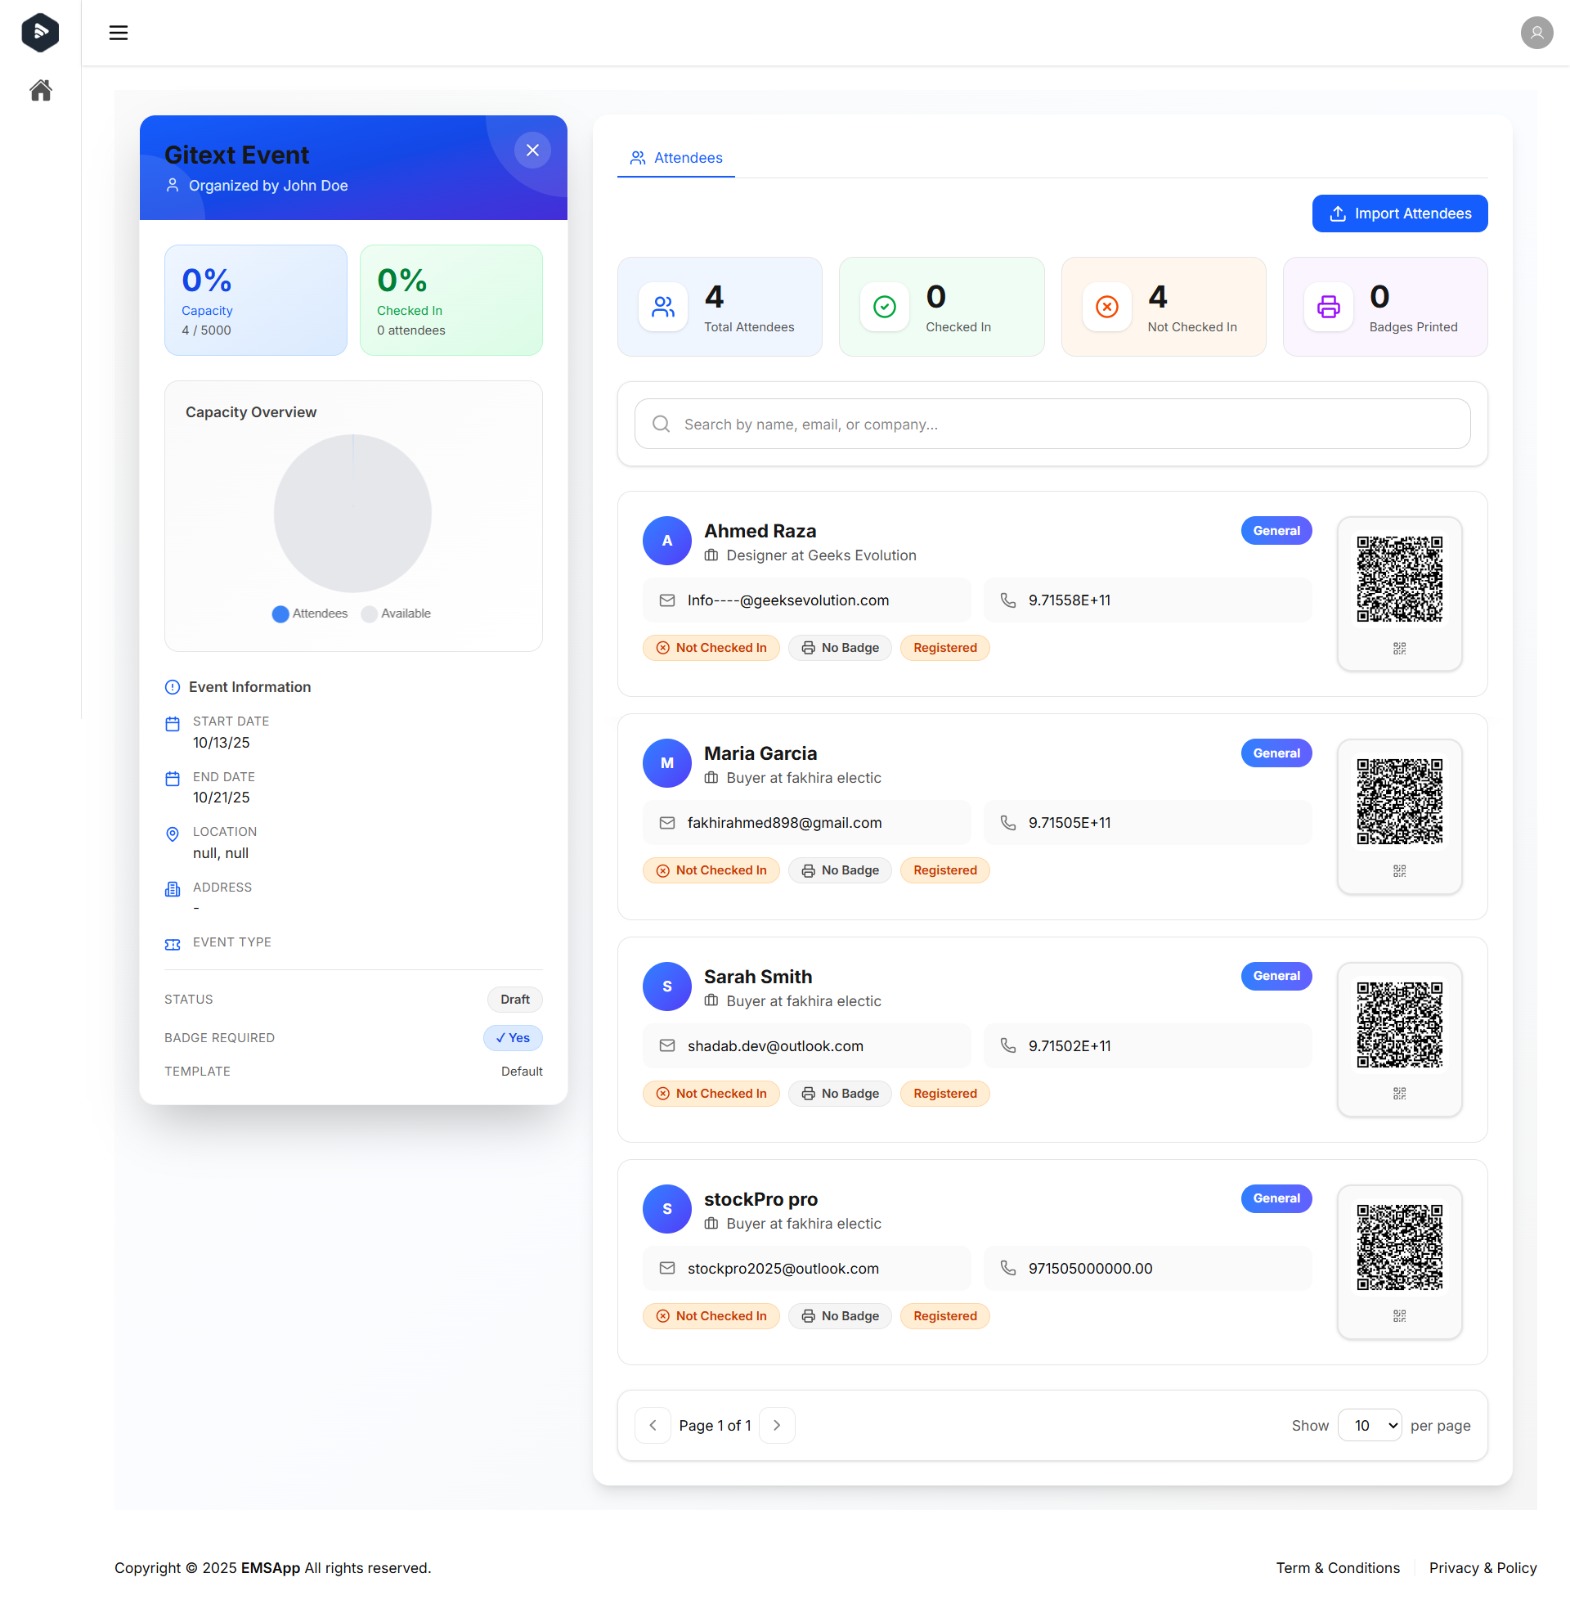 Gitext Event
Organized by John Doe
0%
Capacity
4 / 5000
0%
Checked In
0 attendees
Capacity Overview
Attendees
Available
Event Information
START DATE
10/13/25
END DATE
10/21/25
LOCATION
null, null
ADDRESS
-
EVENT TYPE
STATUS
Draft
BADGE REQUIRED
✓ Yes
TEMPLATE
Default
Attendees
Import Attendees
4
Total Attendees
0
Checked In
4
Not Checked In
0
Badges Printed
Search by name, email, or company...
A
Ahmed Raza
General
Designer at Geeks Evolution
Info----@geeksevolution.com
9.71558E+11
Not Checked In
No Badge
Registered
M
Maria Garcia
General
Buyer at fakhira electic
fakhirahmed898@gmail.com
9.71505E+11
Not Checked In
No Badge
Registered
S
Sarah Smith
General
Buyer at fakhira electic
shadab.dev@outlook.com
9.71502E+11
Not Checked In
No Badge
Registered
S
stockPro pro
General
Buyer at fakhira electic
stockpro2025@outlook.com
971505000000.00
Not Checked In
No Badge
Registered
Page 1 of 1
Show 10 per page
Copyright © 2025 EMSApp All rights reserved.
Term & Conditions
Privacy & Policy